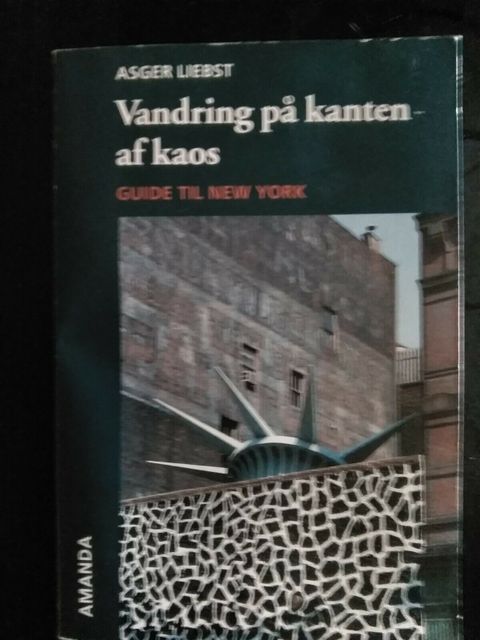 ASGER LIEBST
Vandring på kanten
af kaos
GUIDE TIL NEW YORK
AMANDA